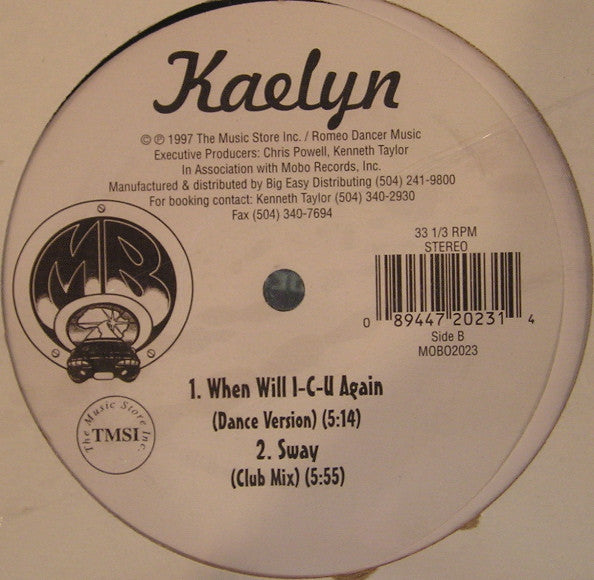 Kaelyn
© ℗ 1997 The Music Store Inc. / Romeo Dancer Music
Executive Producers: Chris Powell, Kenneth Taylor
In Association with Mobo Records, Inc.
Manufactured & distributed by Big Easy Distributing (504) 241-9800
For booking contact: Kenneth Taylor (504) 340-2930
Fax (504) 340-7694
MR
33 1/3 RPM
STEREO
0 89447 20231 4
Side B
MOBO2023
1. When Will I-C-U Again
(Dance Version) (5:14)
2. Sway
(Club Mix) (5:55)
The Music Store Inc.
TMSI